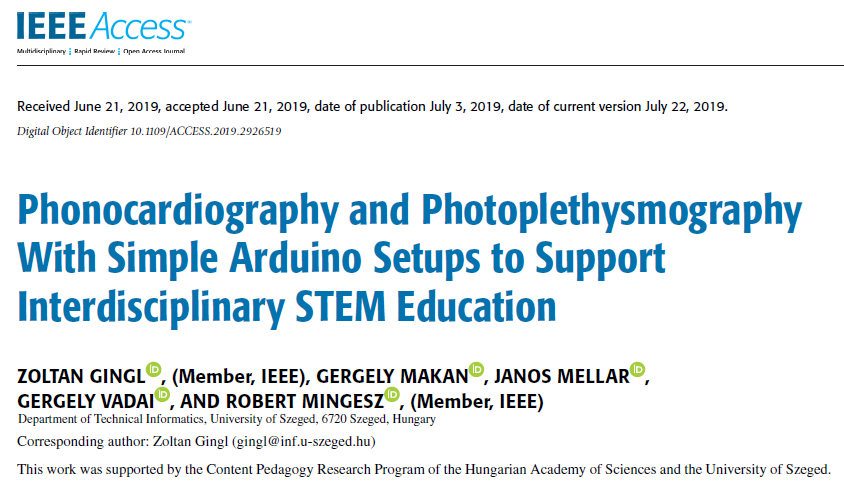 IEEE Access
Multidisciplinary | Rapid Review | Open Access Journal
Received June 21, 2019, accepted June 21, 2019, date of publication July 3, 2019, date of current version July 22, 2019.
Digital Object Identifier 10.1109/ACCESS.2019.2926519
Phonocardiography and Photoplethysmography
With Simple Arduino Setups to Support
Interdisciplinary STEM Education
ZOLTAN GINGL iD, (Member, IEEE), GERGELY MAKAN iD, JANOS MELLAR iD,
GERGELY VADAI iD, AND ROBERT MINGESZ iD, (Member, IEEE)
Department of Technical Informatics, University of Szeged, 6720 Szeged, Hungary
Corresponding author: Zoltan Gingl (gingl@inf.u-szeged.hu)
This work was supported by the Content Pedagogy Research Program of the Hungarian Academy of Sciences and the University of Szeged.